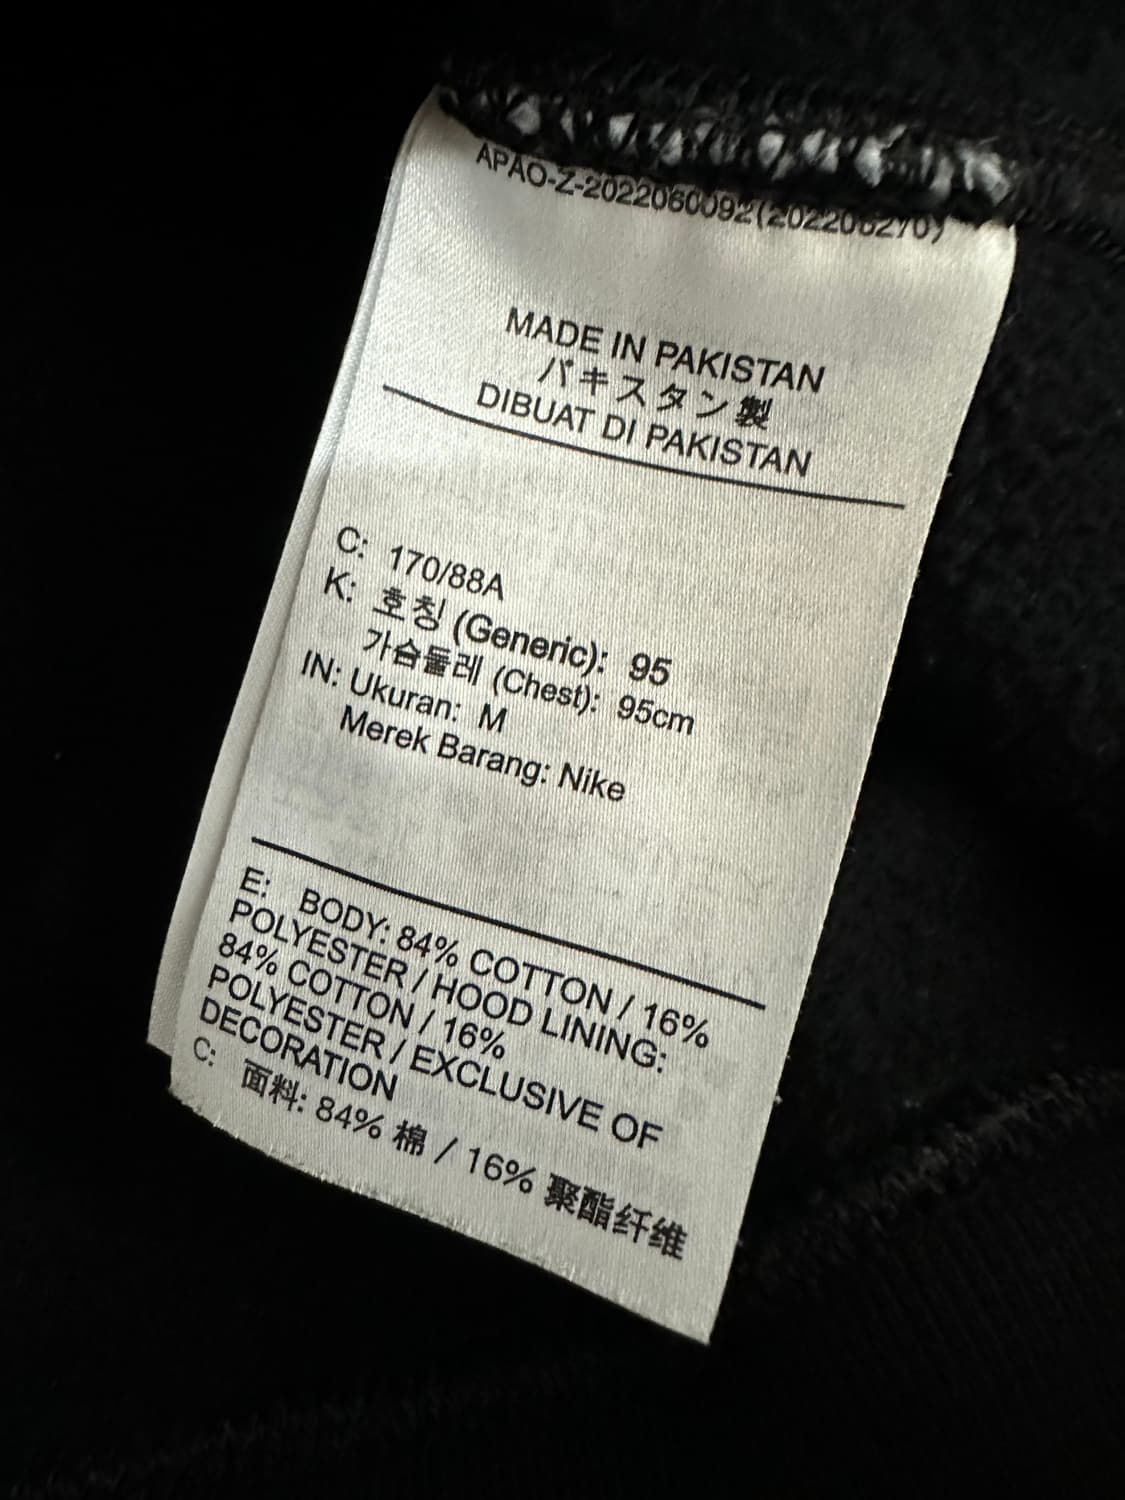 APAO-Z-2022060092(202206270)
MADE IN PAKISTAN
パキスタン製
DIBUAT DI PAKISTAN
C: 170/88A
K: 호칭 (Generic): 95
가슴둘레 (Chest): 95cm
IN: Ukuran: M
Merek Barang: Nike
E: BODY: 84% COTTON / 16%
POLYESTER / HOOD LINING:
84% COTTON / 16%
POLYESTER / EXCLUSIVE OF
DECORATION
C: 面料: 84% 棉 / 16% 聚酯纤维